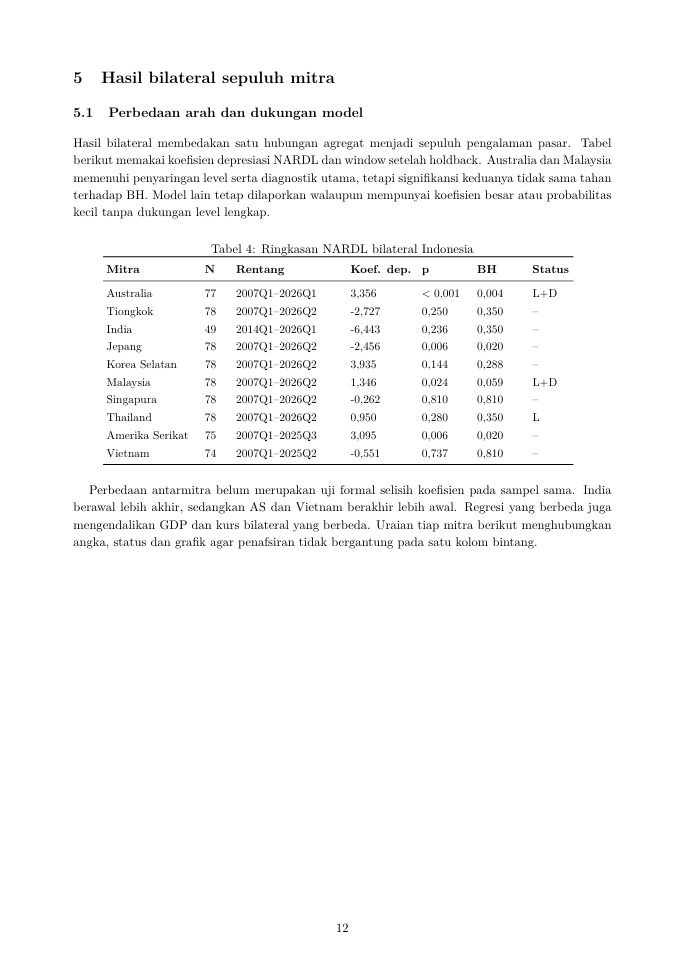 5 Hasil bilateral sepuluh mitra
5.1 Perbedaan arah dan dukungan model
Hasil bilateral membedakan satu hubungan agregat menjadi sepuluh pengalaman pasar. Tabel
berikut memakai koefisien depresiasi NARDL dan window setelah holdback. Australia dan Malaysia
memenuhi penyaringan level serta diagnostik utama, tetapi signifikansi keduanya tidak sama tahan
terhadap BH. Model lain tetap dilaporkan walaupun mempunyai koefisien besar atau probabilitas
kecil tanpa dukungan level lengkap.
Tabel 4: Ringkasan NARDL bilateral Indonesia
Mitra N Rentang Koef. dep. p BH Status
Australia 77 2007Q1–2026Q1 3,356 < 0,001 0,004 L+D
Tiongkok 78 2007Q1–2026Q2 -2,727 0,250 0,350 –
India 49 2014Q1–2026Q1 -6,443 0,236 0,350 –
Jepang 78 2007Q1–2026Q2 -2,456 0,006 0,020 –
Korea Selatan 78 2007Q1–2026Q2 3,935 0,144 0,288 –
Malaysia 78 2007Q1–2026Q2 1,346 0,024 0,059 L+D
Singapura 78 2007Q1–2026Q2 -0,262 0,810 0,810 –
Thailand 78 2007Q1–2026Q2 0,950 0,280 0,350 L
Amerika Serikat 75 2007Q1–2025Q3 3,095 0,006 0,020 –
Vietnam 74 2007Q1–2025Q2 -0,551 0,737 0,810 –
Perbedaan antarmitra belum merupakan uji formal selisih koefisien pada sampel sama. India
berawal lebih akhir, sedangkan AS dan Vietnam berakhir lebih awal. Regresi yang berbeda juga
mengendalikan GDP dan kurs bilateral yang berbeda. Uraian tiap mitra berikut menghubungkan
angka, status dan grafik agar penafsiran tidak bergantung pada satu kolom bintang.
12